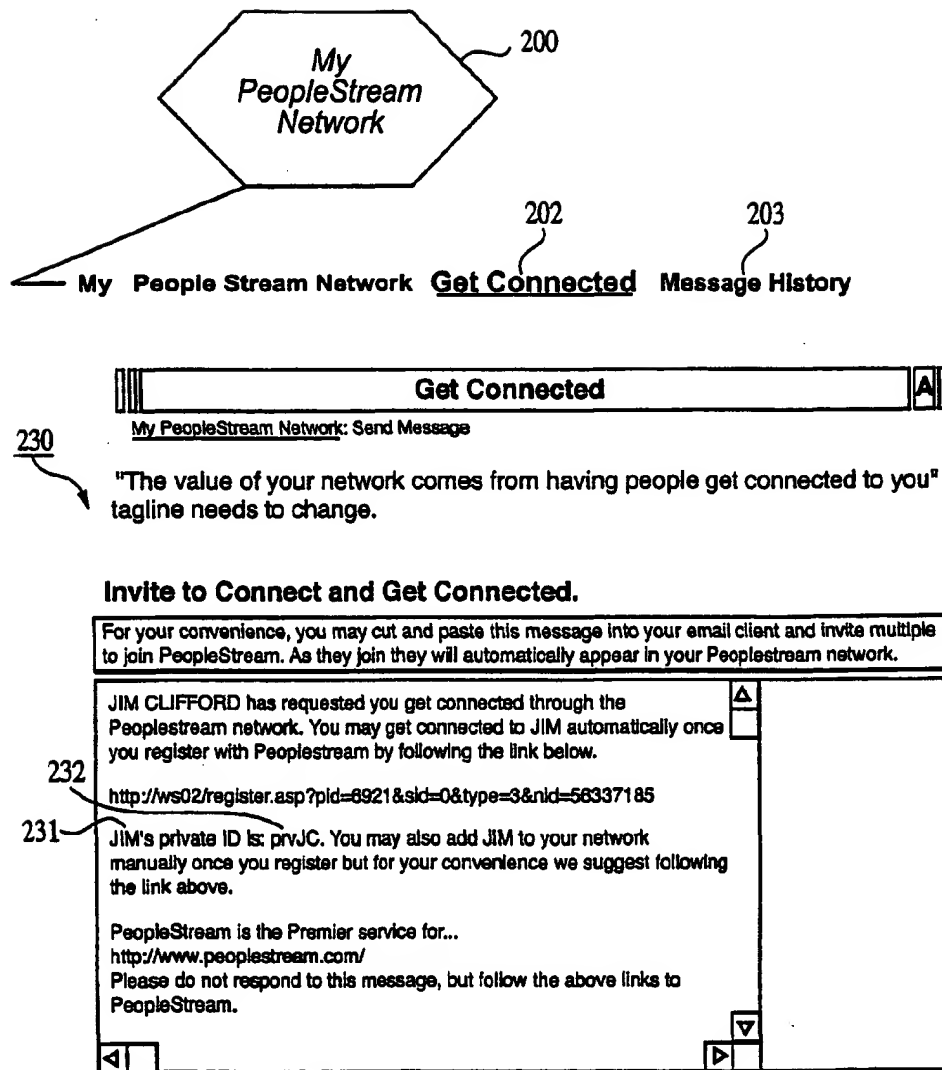 My
PeopleStream
Network
200
202
203
My People Stream Network Get Connected Message History
Get Connected
A
My PeopleStream Network: Send Message
230
"The value of your network comes from having people get connected to you"
tagline needs to change.
Invite to Connect and Get Connected.
For your convenience, you may cut and paste this message into your email client and invite multiple
to join PeopleStream. As they join they will automatically appear in your Peoplestream network.
JIM CLIFFORD has requested you get connected through the
Peoplestream network. You may get connected to JIM automatically once
you register with Peoplestream by following the link below.
232
http://ws02/register.asp?pid=6921&sid=0&type=3&nid=56337185
231
JIM's private ID is: prvJC. You may also add JIM to your network
manually once you register but for your convenience we suggest following
the link above.
PeopleStream is the Premier service for...
http://www.peoplestream.com/
Please do not respond to this message, but follow the above links to
PeopleStream.